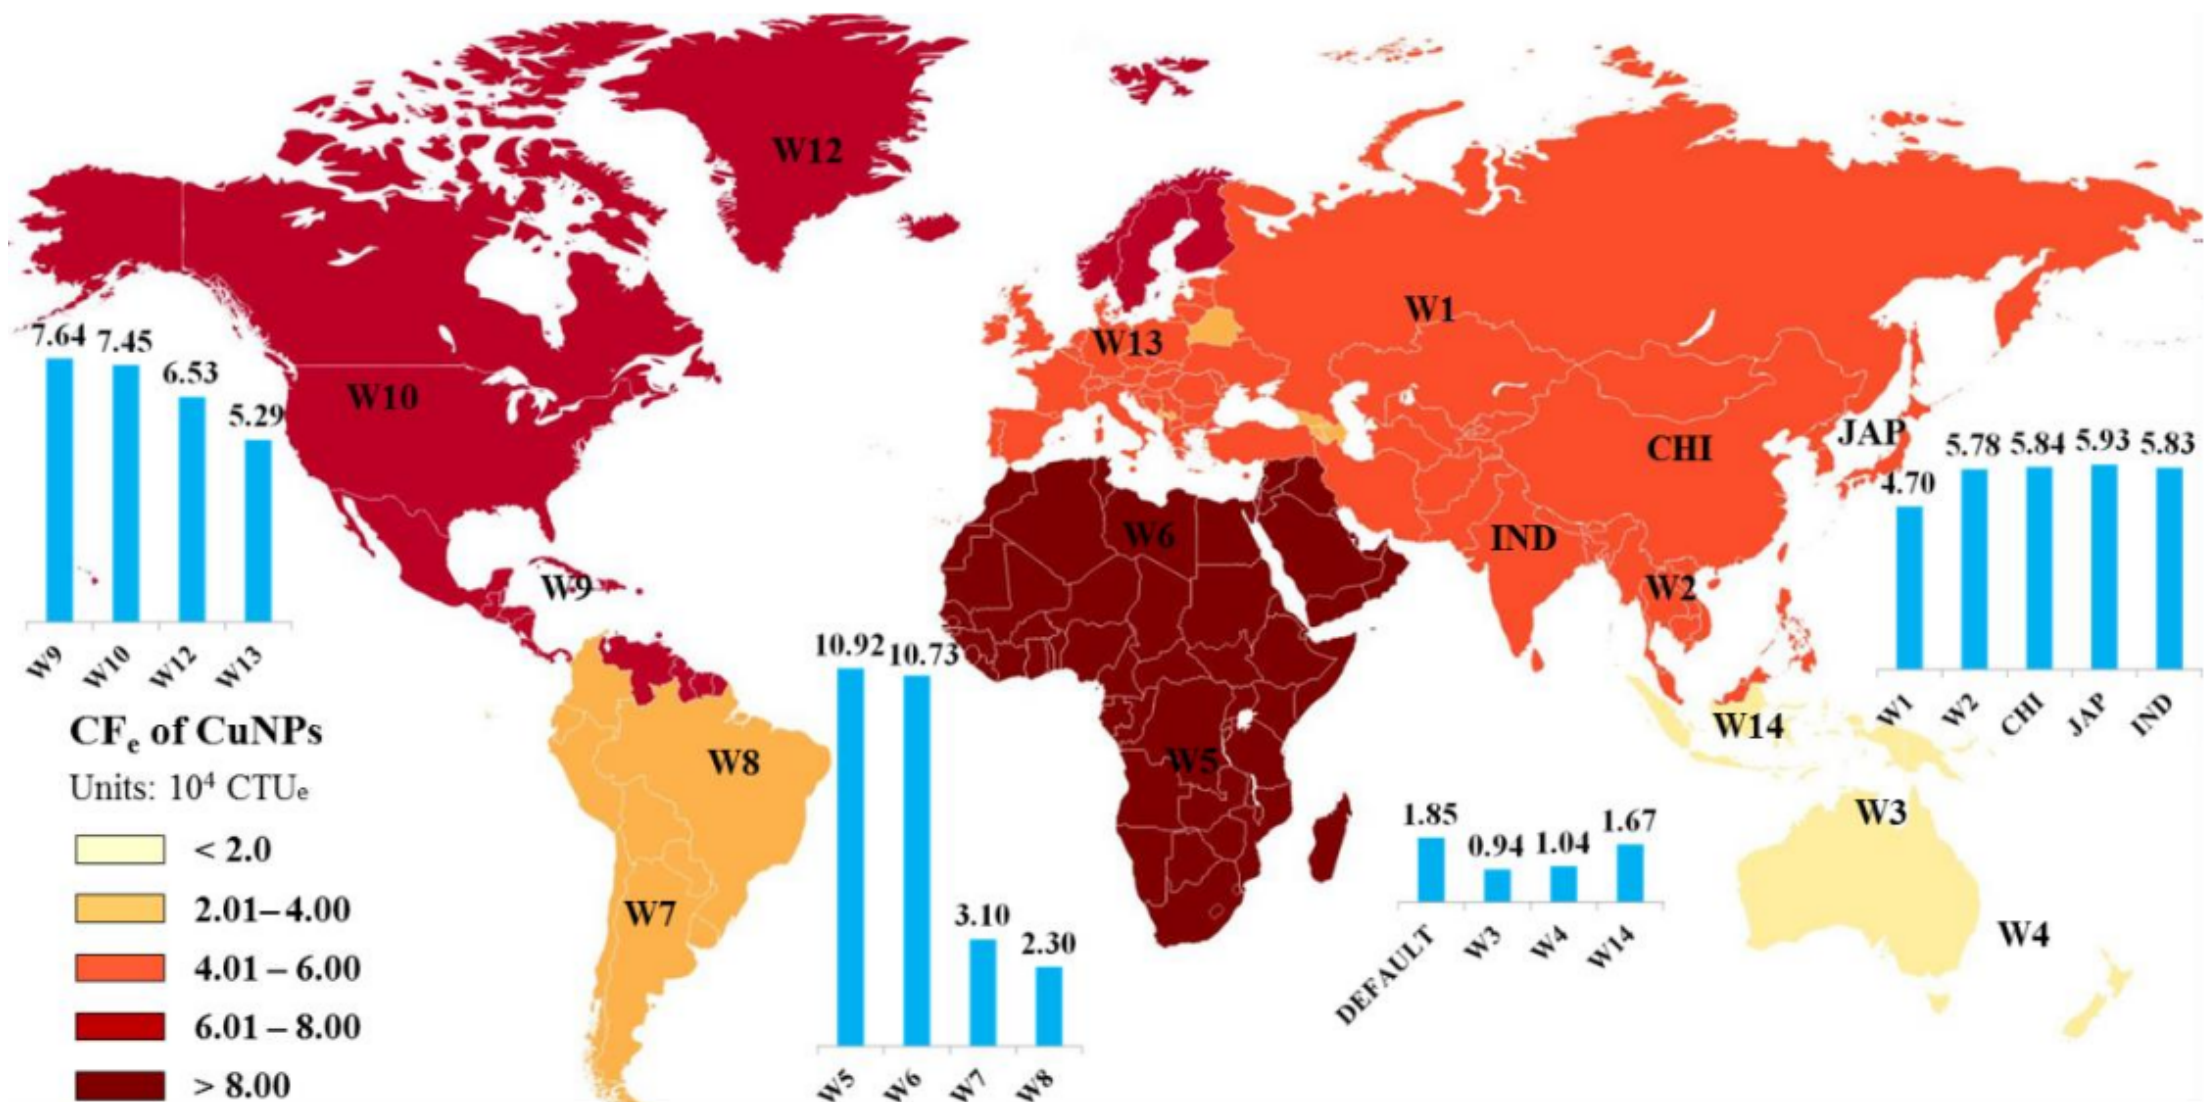 W12
W1
W13
W10
CHI
JAP
W6
IND
W9
W2
W14
W8
W5
W3
W7
W4
7.64 7.45 6.53 5.29
W9 W10 W12 W13
CFe of CuNPs
Units: 10⁴ CTUe
< 2.0
2.01–4.00
4.01 – 6.00
6.01 – 8.00
> 8.00
10.92 10.73 3.10 2.30
W5 W6 W7 W8
1.85 0.94 1.04 1.67
DEFAULT W3 W4 W14
4.70 5.78 5.84 5.93 5.83
W1 W2 CHI JAP IND